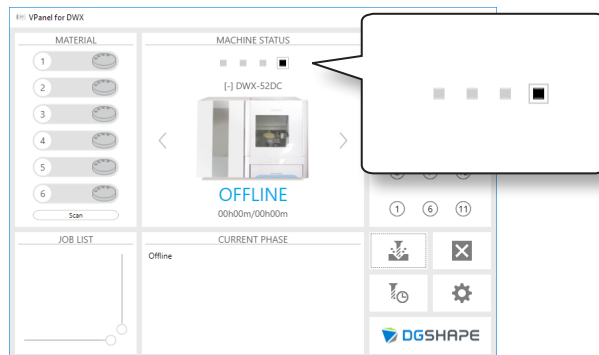 VPanel for DWX
MATERIAL
1
2
3
4
5
6
Scan
MACHINE STATUS
[-] DWX-52DC
OFFLINE
00h00m/00h00m
1 6 11
JOB LIST
CURRENT PHASE
Offline
DGSHAPE